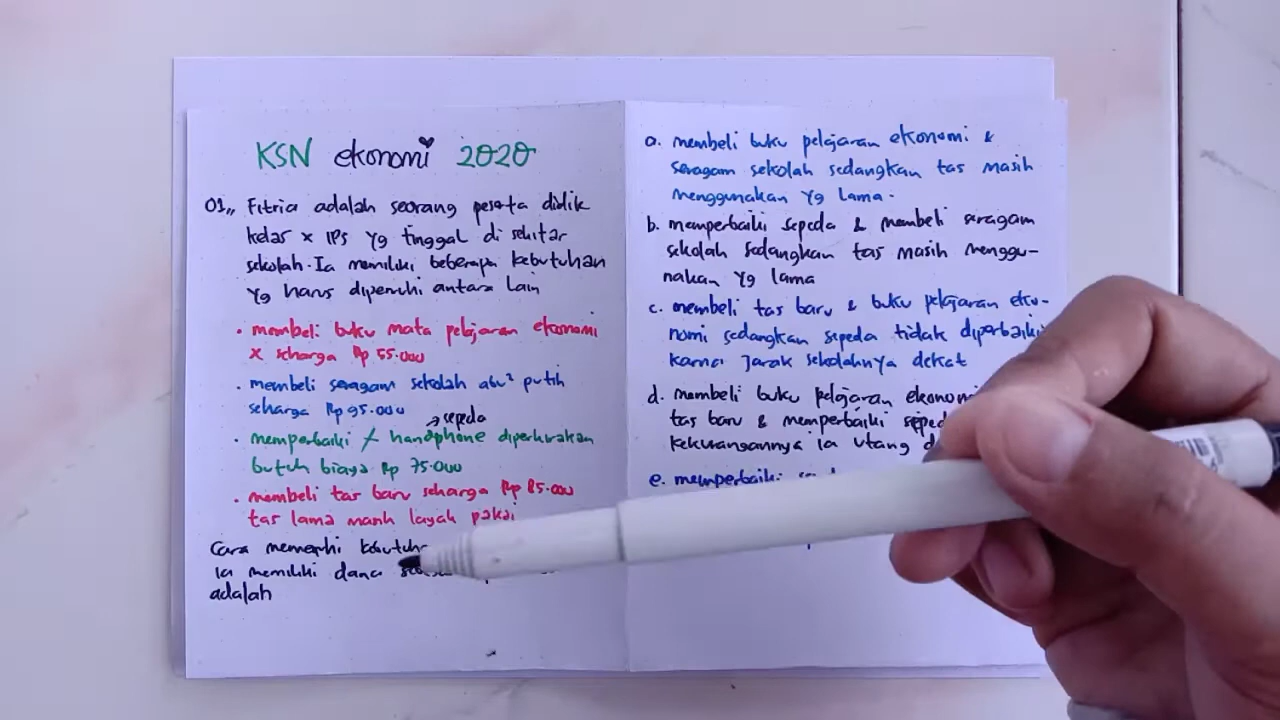 KSN ekonomi 2020
01,, Fitria adalah seorang peserta didik
kelas X IPS yg tinggal di sekitar
sekolah. Ia memiliki beberapa kebutuhan
yg harus dipenuhi antara lain
• membeli buku mata pelajaran ekonomi
X seharga Rp 55.000
• membeli seragam sekolah abu² putih
seharga Rp 95.000
→ sepeda
• memperbaiki handphone diperkirakan
butuh biaya Rp 75.000
• membeli tas baru seharga Rp 85.000
tas lama masih layak pakai
Cara memenuhi
Ia memiliki dana
adalah
a. membeli buku pelajaran ekonomi &
seragam sekolah sedangkan tas masih
menggunakan yg lama.
b. memperbaiki sepeda & membeli seragam
sekolah sedangkan tas masih menggu-
nakan yg lama
c. membeli tas baru & buku pelajaran eko-
nomi sedangkan sepeda tidak diperbaiki
karna jarak sekolahnya dekat
d. membeli buku pelajaran ekonomi
tas baru & memperbaiki
kekurangannya ia utang
e. memperbaiki